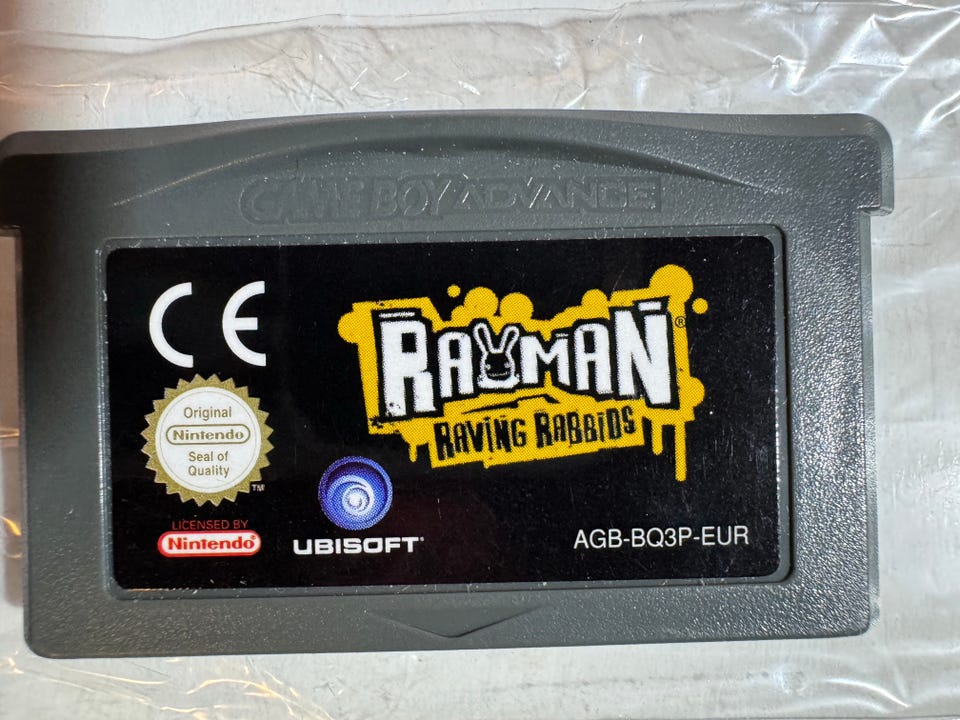 GAME BOY ADVANCE
CE
RAYMAN®
RAVING RABBIDS
Original
Nintendo
Seal of
Quality
TM
LICENSED BY
Nintendo®
UBISOFT®
AGB-BQ3P-EUR